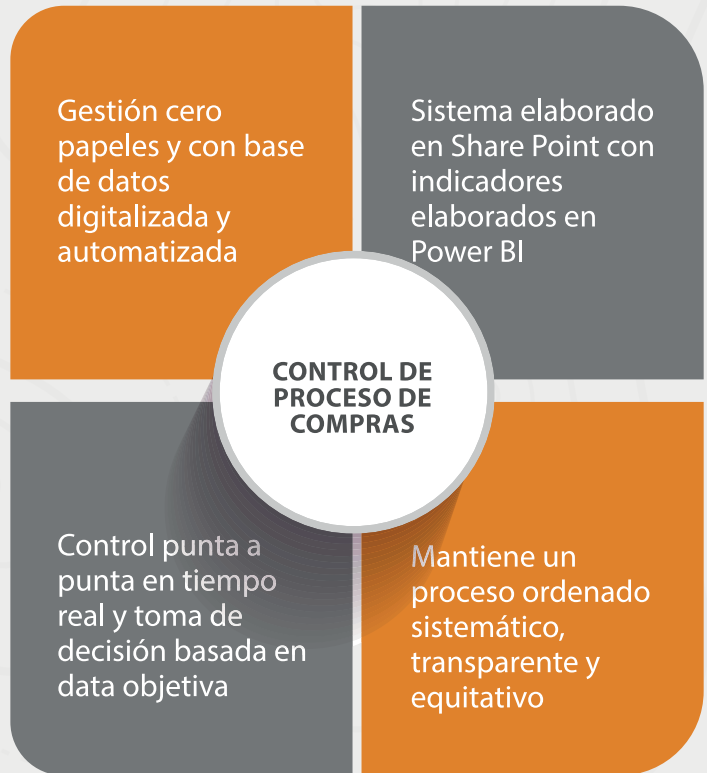 Gestión cero
papeles y con base
de datos
digitalizada y
automatizada
Sistema elaborado
en Share Point con
indicadores
elaborados en
Power BI
CONTROL DE
PROCESO DE
COMPRAS
Control punta a
punta en tiempo
real y toma de
decisión basada en
data objetiva
Mantiene un
proceso ordenado
sistemático,
transparente y
equitativo